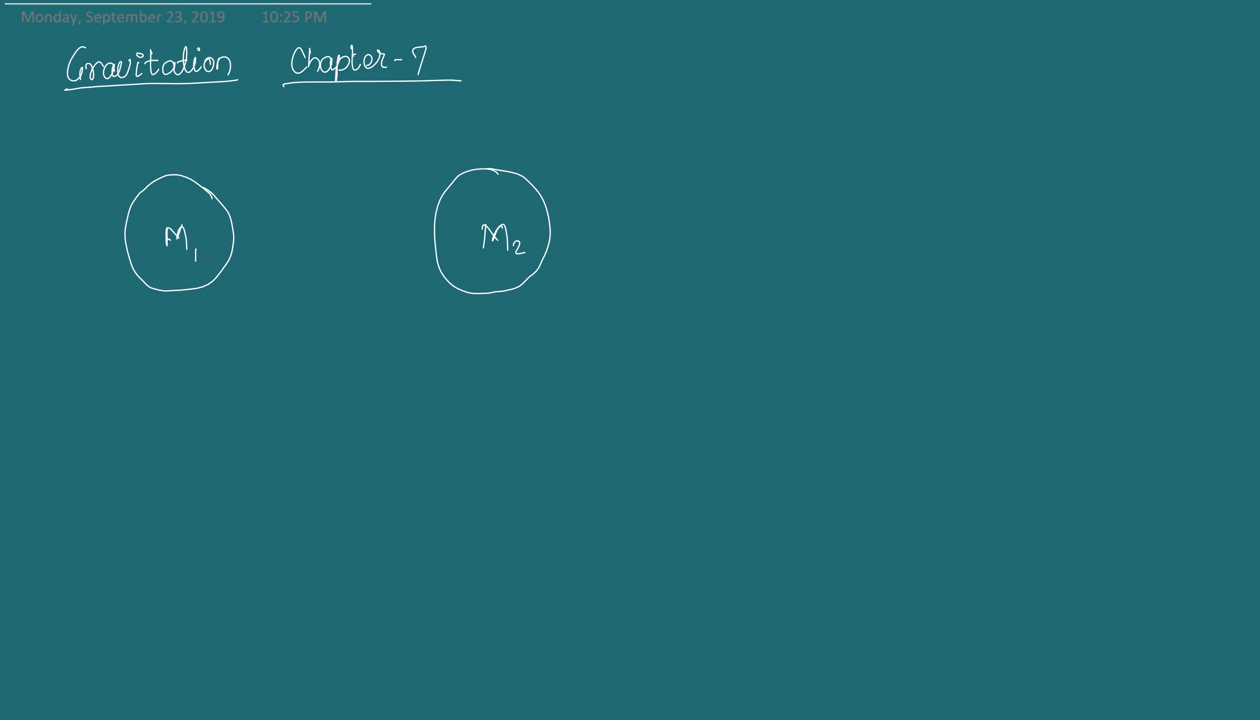 Monday, September 23, 2019 10:25 PM
Gravitation Chapter-7
M₁ M₂